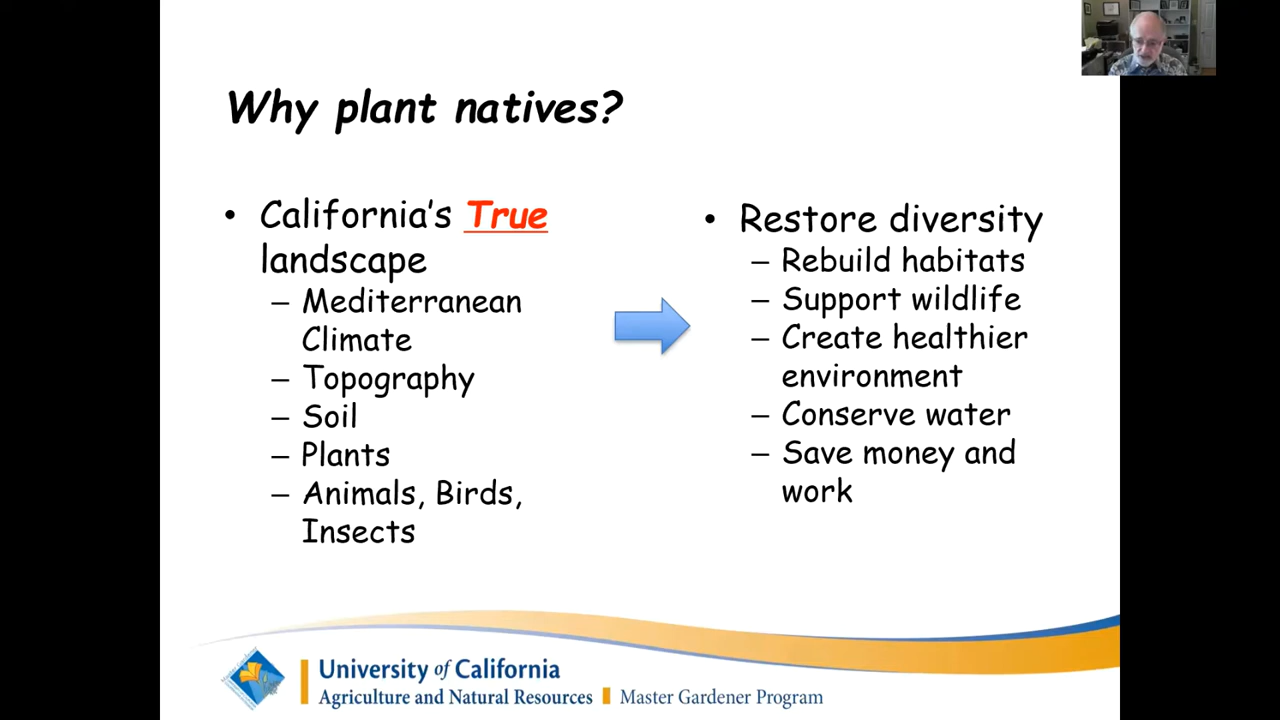 Why plant natives?
• California's True
landscape
– Mediterranean
Climate
– Topography
– Soil
– Plants
– Animals, Birds,
Insects
• Restore diversity
– Rebuild habitats
– Support wildlife
– Create healthier
environment
– Conserve water
– Save money and
work
University of California
Agriculture and Natural Resources Master Gardener Program